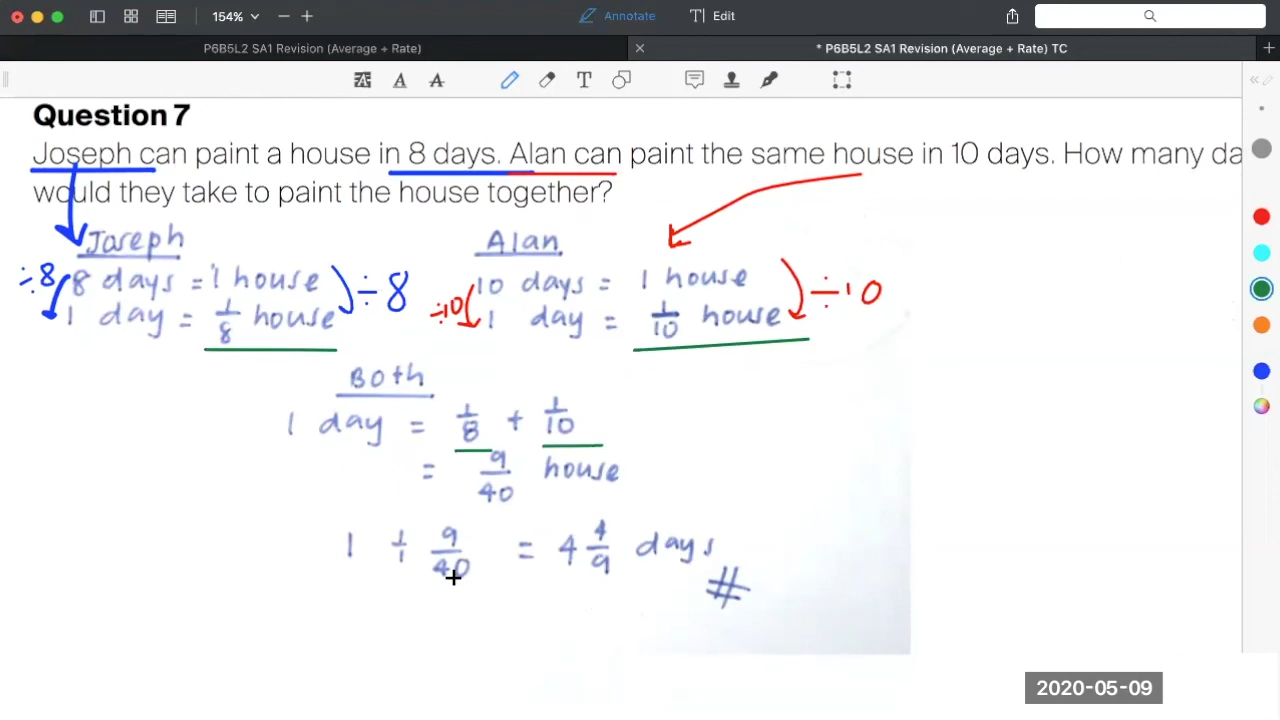 154%
Annotate
Edit
P6B5L2 SA1 Revision (Average + Rate)
* P6B5L2 SA1 Revision (Average + Rate) TC
Question 7
Joseph can paint a house in 8 days. Alan can paint the same house in 10 days. How many da
would they take to paint the house together?
Joseph
8 days = 1 house
1 day = 1/8 house
÷8
÷8
Alan
10 days = 1 house
1 day = 1/10 house
÷10
÷10
Both
1 day = 1/8 + 1/10
= 9/40 house
1 ÷ 9/40 = 4 4/9 days
#
2020-05-09